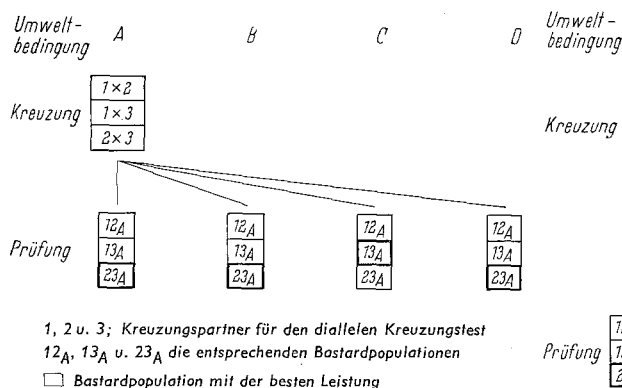 Umwelt-
bedingung A B C D
Kreuzung
1×2
1×3
2×3
Prüfung
12A 12A 12A 12A
13A 13A 13A 13A
23A 23A 23A 23A
1, 2 u. 3; Kreuzungspartner für den diallelen Kreuzungstest
12A, 13A u. 23A die entsprechenden Bastardpopulationen
Bastardpopulation mit der besten Leistung
Umwelt-
bedingung
Kreuzung
Prüfung